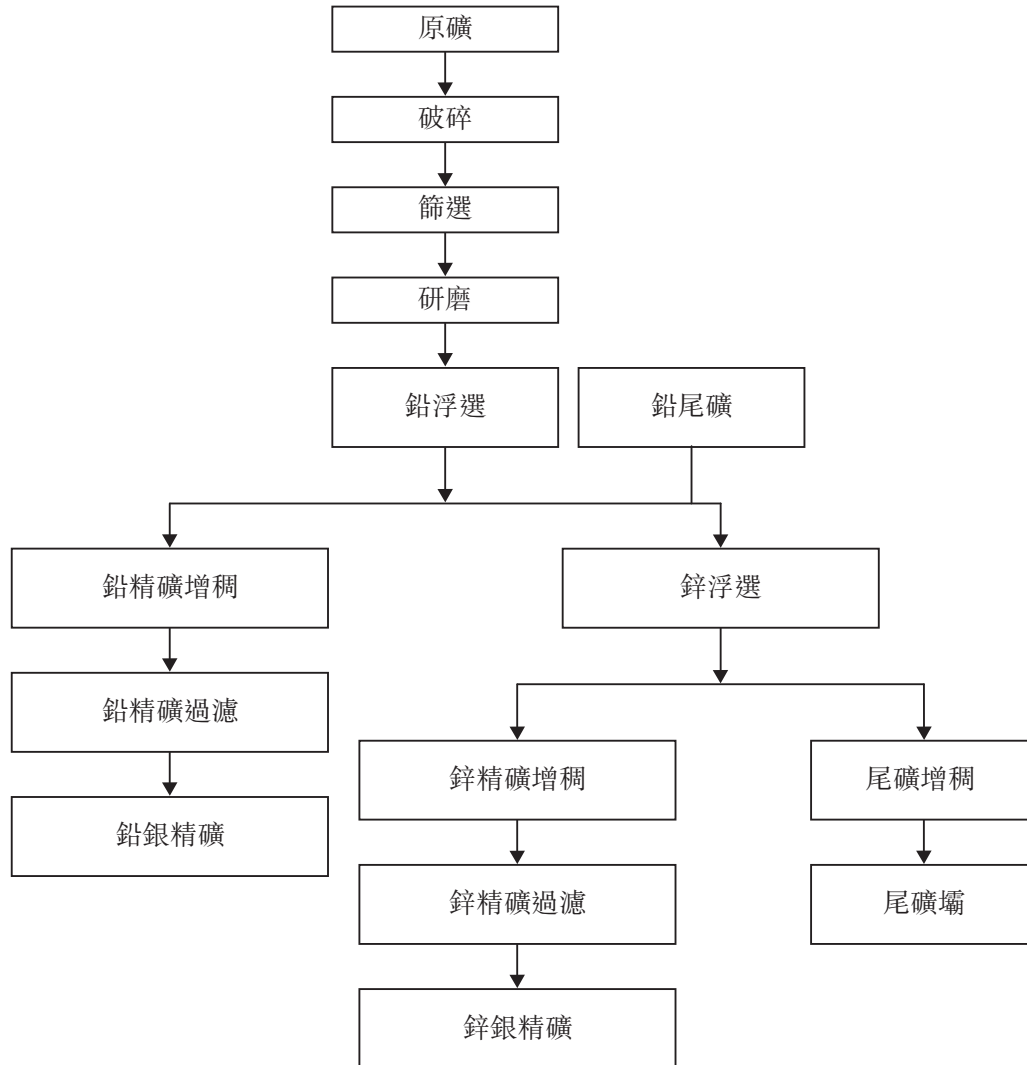 原礦
破碎
篩選
研磨
鉛浮選
鉛尾礦
鉛精礦增稠
鋅浮選
鉛精礦過濾
鋅精礦增稠
尾礦增稠
鉛銀精礦
鋅精礦過濾
尾礦壩
鋅銀精礦